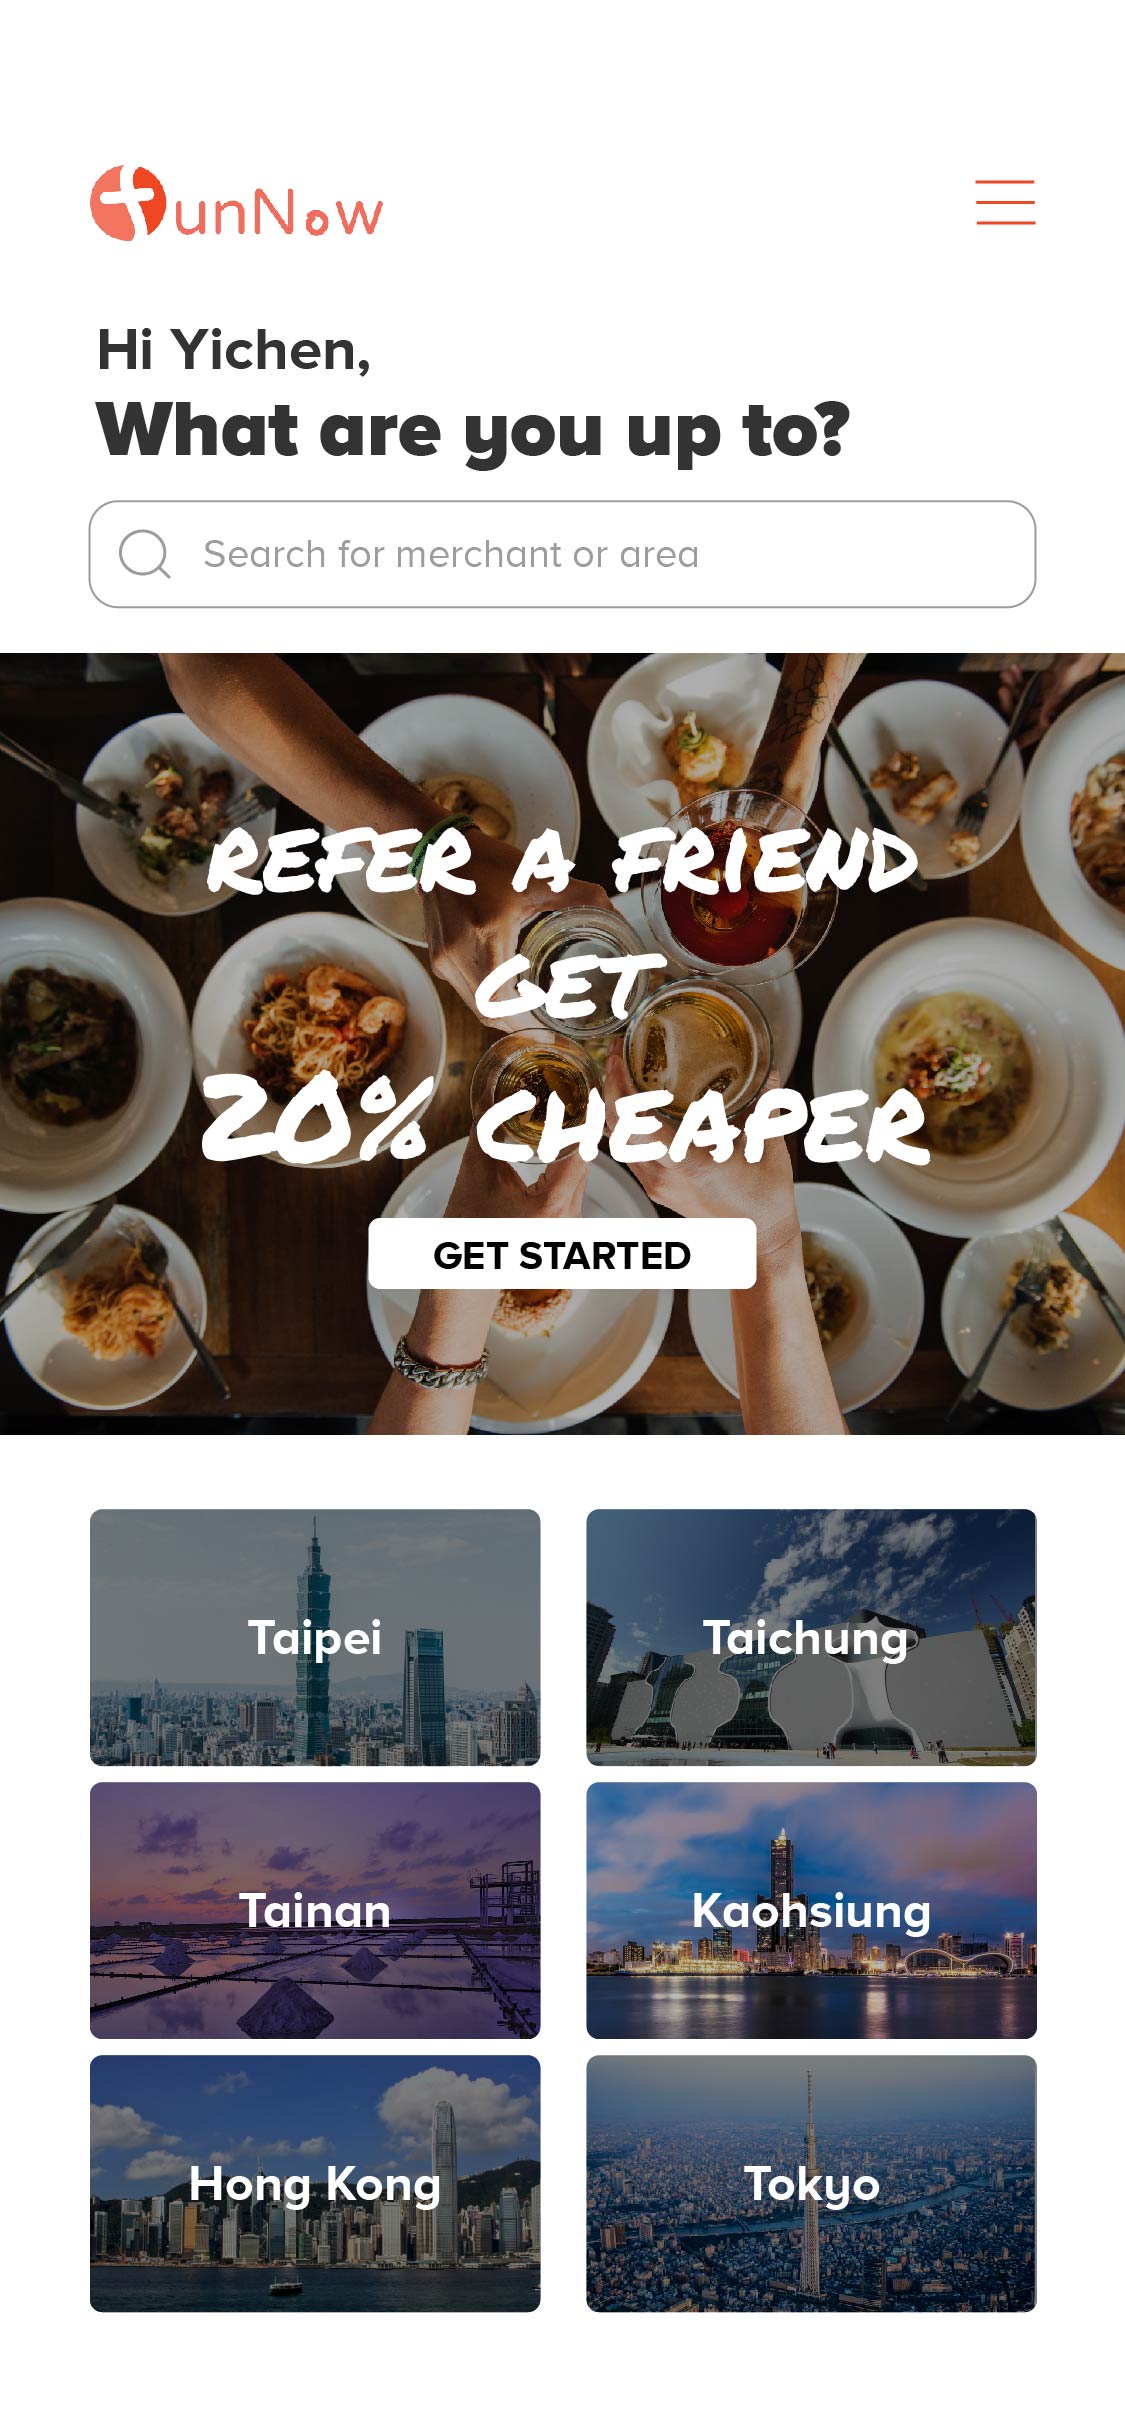 FunNow
Hi Yichen,
What are you up to?
Search for merchant or area
REFER A FRIEND
GET
20% CHEAPER
GET STARTED
Taipei
Taichung
Tainan
Kaohsiung
Hong Kong
Tokyo